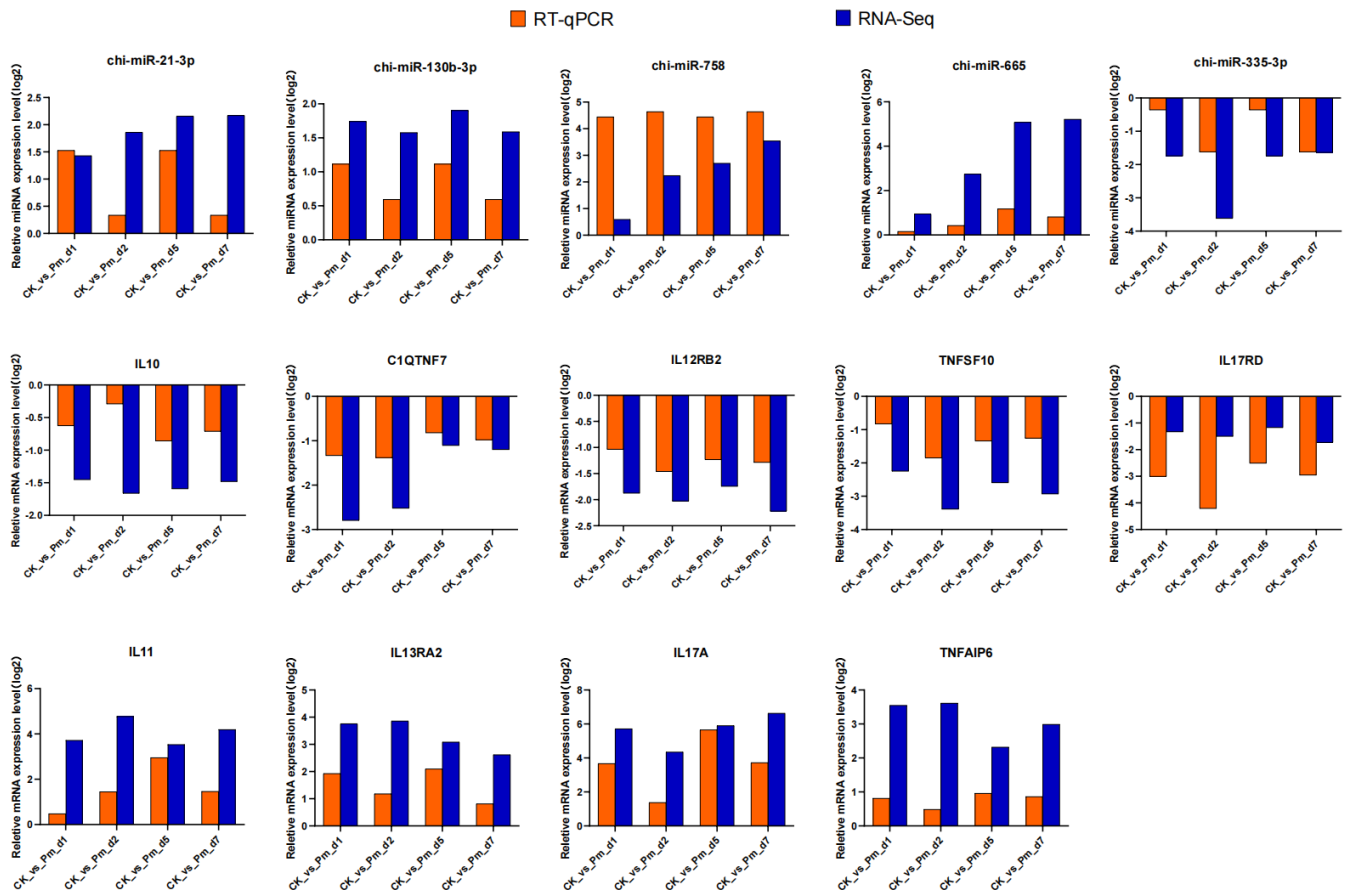 RT-qPCR RNA-Seq
chi-miR-21-3p
Reletive miRNA expression level(log2)
2.5
2.0
1.5
1.0
0.5
0.0
CK_vs_Pm_d1
CK_vs_Pm_d2
CK_vs_Pm_d5
CK_vs_Pm_d7
chi-miR-130b-3p
Reletive miRNA expression level(log2)
2.0
1.5
1.0
0.5
0.0
CK_vs_Pm_d1
CK_vs_Pm_d2
CK_vs_Pm_d5
CK_vs_Pm_d7
chi-miR-758
Reletive miRNA expression level(log2)
5
4
3
2
1
0
CK_vs_Pm_d1
CK_vs_Pm_d2
CK_vs_Pm_d5
CK_vs_Pm_d7
chi-miR-665
Reletive miRNA expression level(log2)
6
4
2
0
CK_vs_Pm_d1
CK_vs_Pm_d2
CK_vs_Pm_d5
CK_vs_Pm_d7
chi-miR-335-3p
Reletive miRNA expression level(log2)
0
-1
-2
-3
-4
CK_vs_Pm_d1
CK_vs_Pm_d2
CK_vs_Pm_d5
CK_vs_Pm_d7
IL10
Reletive mRNA expression level(log2)
0.0
-0.5
-1.0
-1.5
-2.0
CK_vs_Pm_d1
CK_vs_Pm_d2
CK_vs_Pm_d5
CK_vs_Pm_d7
C1QTNF7
Reletive mRNA expression level(log2)
0
-1
-2
-3
CK_vs_Pm_d1
CK_vs_Pm_d2
CK_vs_Pm_d5
CK_vs_Pm_d7
IL12RB2
Reletive mRNA expression level(log2)
0.0
-0.5
-1.0
-1.5
-2.0
-2.5
CK_vs_Pm_d1
CK_vs_Pm_d2
CK_vs_Pm_d5
CK_vs_Pm_d7
TNFSF10
Reletive mRNA expression level(log2)
0
-1
-2
-3
-4
CK_vs_Pm_d1
CK_vs_Pm_d2
CK_vs_Pm_d5
CK_vs_Pm_d7
IL17RD
Reletive mRNA expression level(log2)
0
-1
-2
-3
-4
-5
CK_vs_Pm_d1
CK_vs_Pm_d2
CK_vs_Pm_d5
CK_vs_Pm_d7
IL11
Reletive mRNA expression level(log2)
6
4
2
0
CK_vs_Pm_d1
CK_vs_Pm_d2
CK_vs_Pm_d5
CK_vs_Pm_d7
IL13RA2
Reletive mRNA expression level(log2)
5
4
3
2
1
0
CK_vs_Pm_d1
CK_vs_Pm_d2
CK_vs_Pm_d5
CK_vs_Pm_d7
IL17A
Reletive mRNA expression level(log2)
8
6
4
2
0
CK_vs_Pm_d1
CK_vs_Pm_d2
CK_vs_Pm_d5
CK_vs_Pm_d7
TNFAIP6
Reletive mRNA expression level(log2)
4
3
2
1
0
CK_vs_Pm_d1
CK_vs_Pm_d2
CK_vs_Pm_d5
CK_vs_Pm_d7